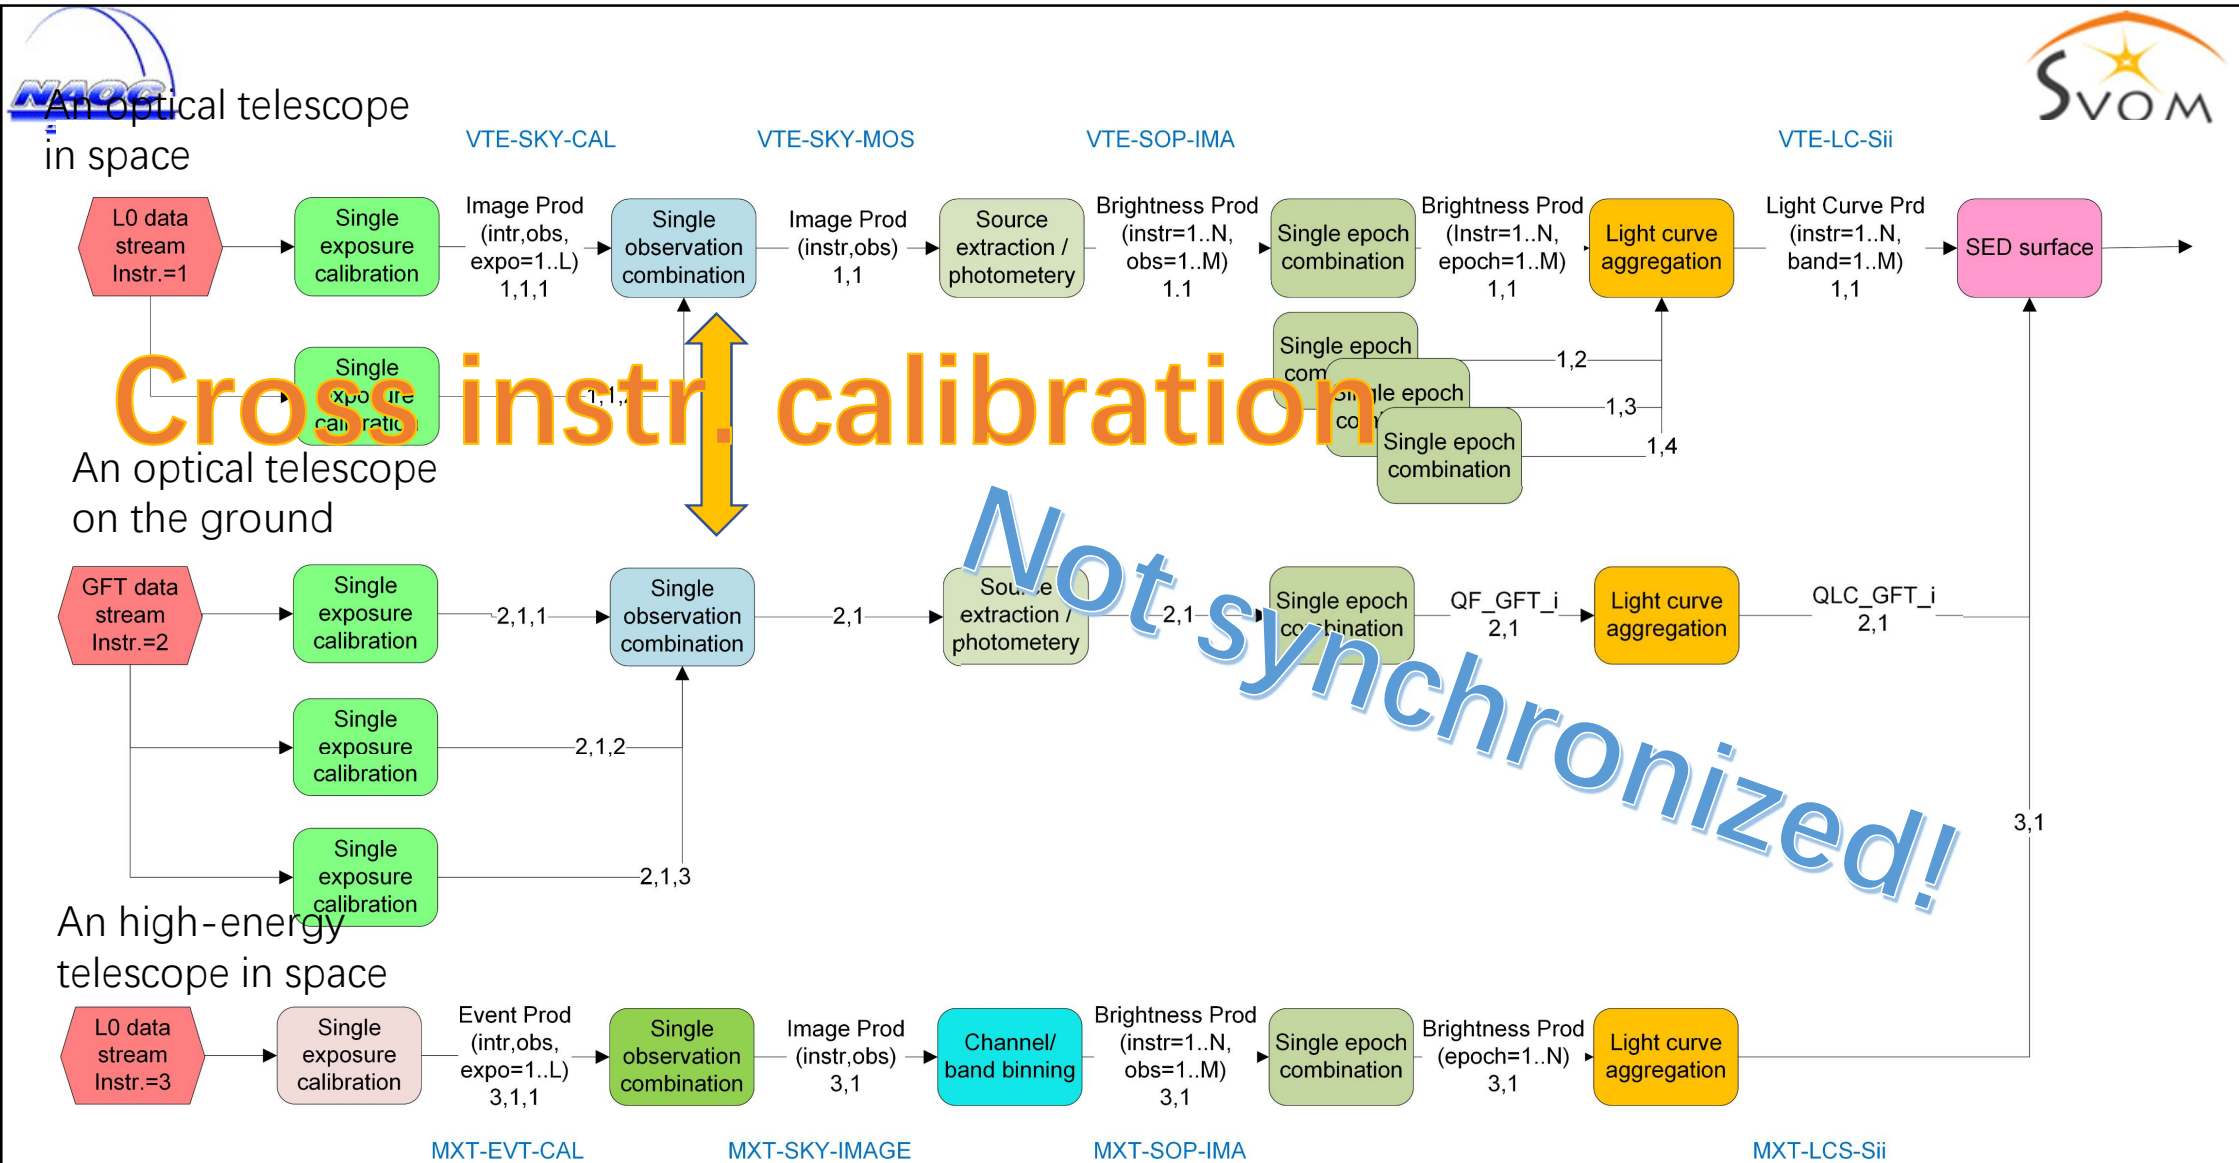 NAOC
SVOM
An optical telescope
in space
VTE-SKY-CAL
VTE-SKY-MOS
VTE-SOP-IMA
VTE-LC-Sii
L0 data
stream
Instr.=1
Single
exposure
calibration
Image Prod
(intr,obs,
expo=1..L)
1,1,1
Single
observation
combination
Image Prod
(instr,obs)
1,1
Source
extraction /
photometery
Brightness Prod
(instr=1..N,
obs=1..M)
1.1
Single epoch
combination
Brightness Prod
(Instr=1..N,
epoch=1..M)
1,1
Light curve
aggregation
Light Curve Prd
(instr=1..N,
band=1..M)
1,1
SED surface
Single
exposure
calibration
Cross instr. calibration
Single epoch
1,2
Single epoch
1,3
Single epoch
combination
1,4
An optical telescope
on the ground
Not synchronized!
GFT data
stream
Instr.=2
Single
exposure
calibration
2,1,1
Single
observation
combination
2,1
Source
extraction /
photometery
2,1
Single epoch
combination
QF_GFT_i
2,1
Light curve
aggregation
QLC_GFT_i
2,1
Single
exposure
calibration
2,1,2
Single
exposure
calibration
2,1,3
3,1
An high-energy
telescope in space
L0 data
stream
Instr.=3
Single
exposure
calibration
Event Prod
(intr,obs,
expo=1..L)
3,1,1
Single
observation
combination
Image Prod
(instr,obs)
3,1
Channel/
band binning
Brightness Prod
(instr=1..N,
obs=1..M)
3,1
Single epoch
combination
Brightness Prod
(epoch=1..N)
3,1
Light curve
aggregation
MXT-EVT-CAL
MXT-SKY-IMAGE
MXT-SOP-IMA
MXT-LCS-Sii